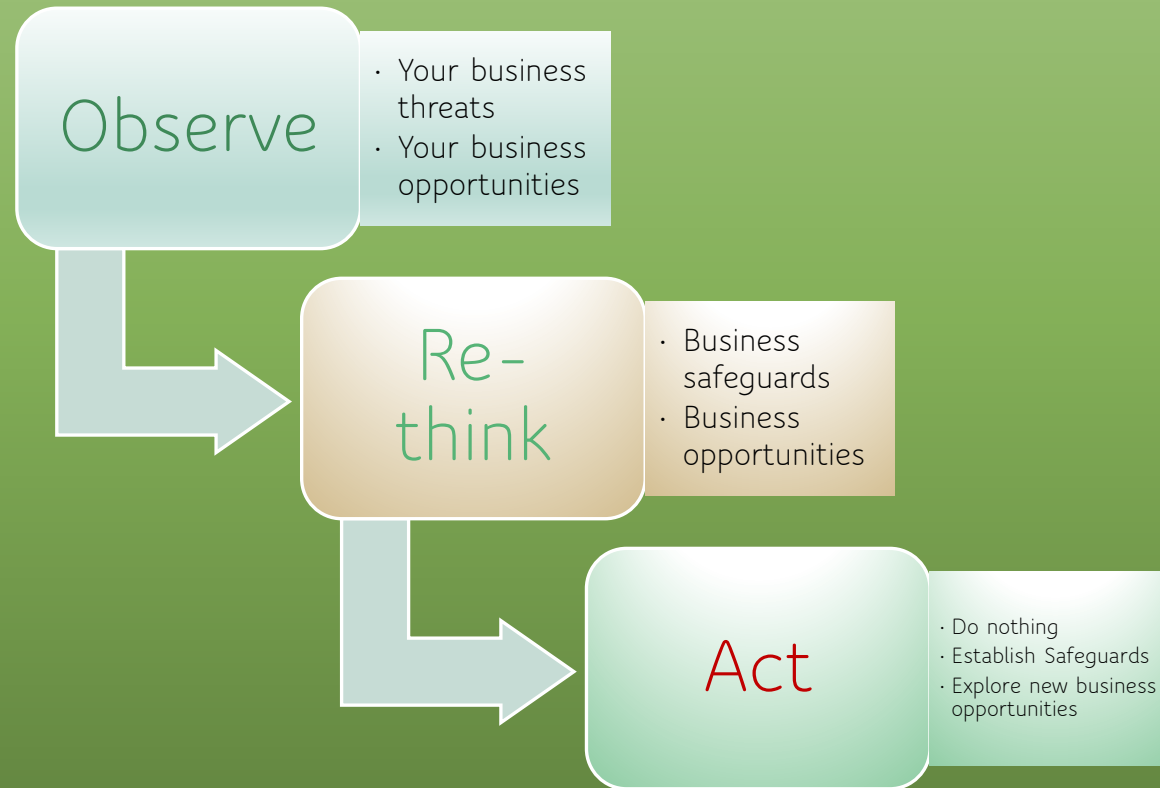 Observe
· Your business
threats
· Your business
opportunities
Re-
think
· Business
safeguards
· Business
opportunities
Act
· Do nothing
· Establish Safeguards
· Explore new business
opportunities